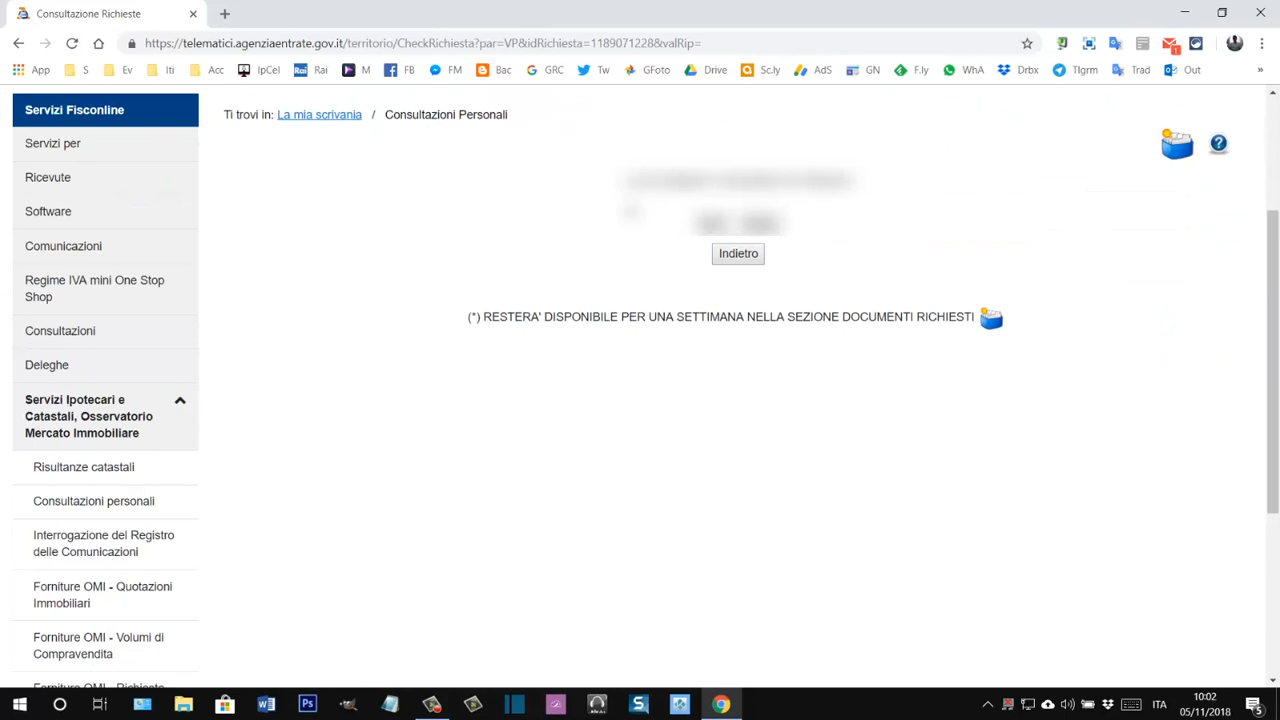 Consultazione Richieste
https://telematici.agenziaentrate.gov.it/territorio/CheckRichiesta?par=VP&idRichiesta=1189071228&valRip=
App S Ev Iti Acc IpCel Rai M FB FM Bac GRC Tw GFoto Drive Sc.ly AdS GN F.ly WhA Drbx Tlgrm Trad Out »
Servizi Fisconline
Servizi per
Ricevute
Software
Comunicazioni
Regime IVA mini One Stop
Shop
Consultazioni
Deleghe
Servizi Ipotecari e
Catastali, Osservatorio
Mercato Immobiliare
Risultanze catastali
Consultazioni personali
Interrogazione del Registro
delle Comunicazioni
Forniture OMI - Quotazioni
Immobiliari
Forniture OMI - Volumi di
Compravendita
Forniture OMI - Richieste
Ti trovi in: La mia scrivania / Consultazioni Personali
Indietro
(*) RESTERA' DISPONIBILE PER UNA SETTIMANA NELLA SEZIONE DOCUMENTI RICHIESTI
ITA
10:02
05/11/2018
5